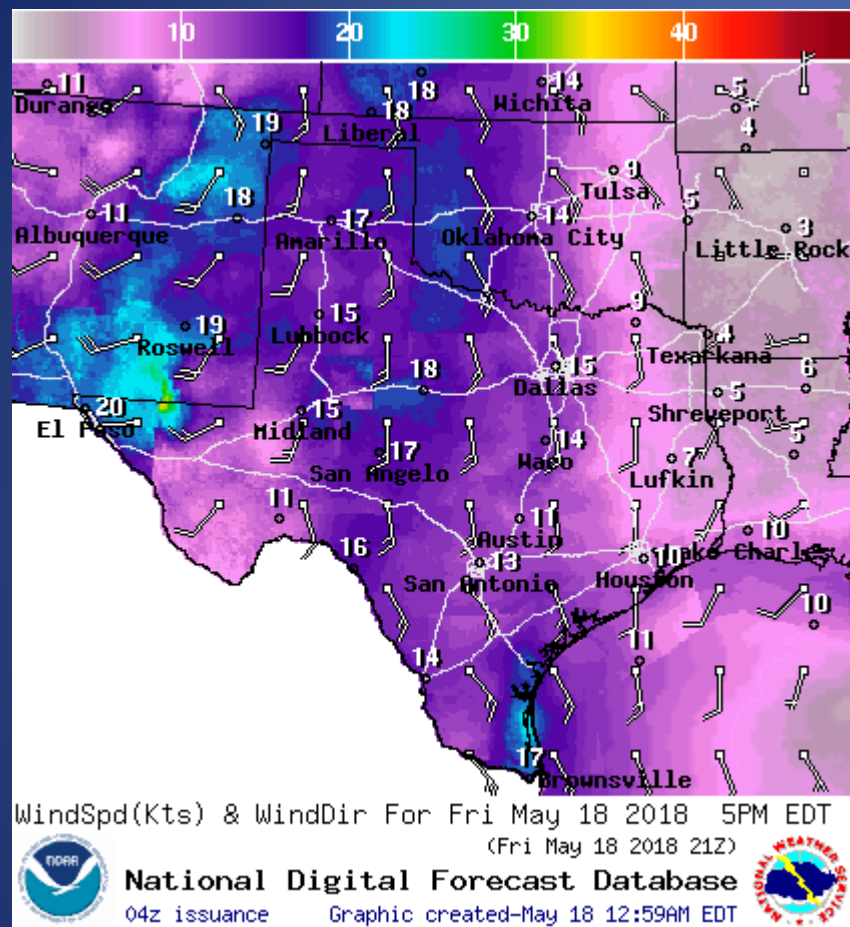 10 20 30 40
11 18 14 5
Durango 18 Wichita
19 Liberal 4
9
Tulsa
11 18 17 14 5 3
Albuquerque Amarillo Oklahoma City Little Rock
19 15 9 4
Roswell Lubbock Texarkana
18 15 6
20 15 Dallas 5
El Paso Midland Shreveport
17 14 7 5
San Angelo Waco Lufkin
11 11 10
Austin Lake Charles
16 13 10
San Antonio Houston
10
14 11
17
Brownsville
WindSpd(Kts) & WindDir For Fri May 18 2018 5PM EDT
(Fri May 18 2018 21Z)
NOAA
National Digital Forecast Database
04z issuance Graphic created-May 18 12:59AM EDT
NATIONAL WEATHER SERVICE